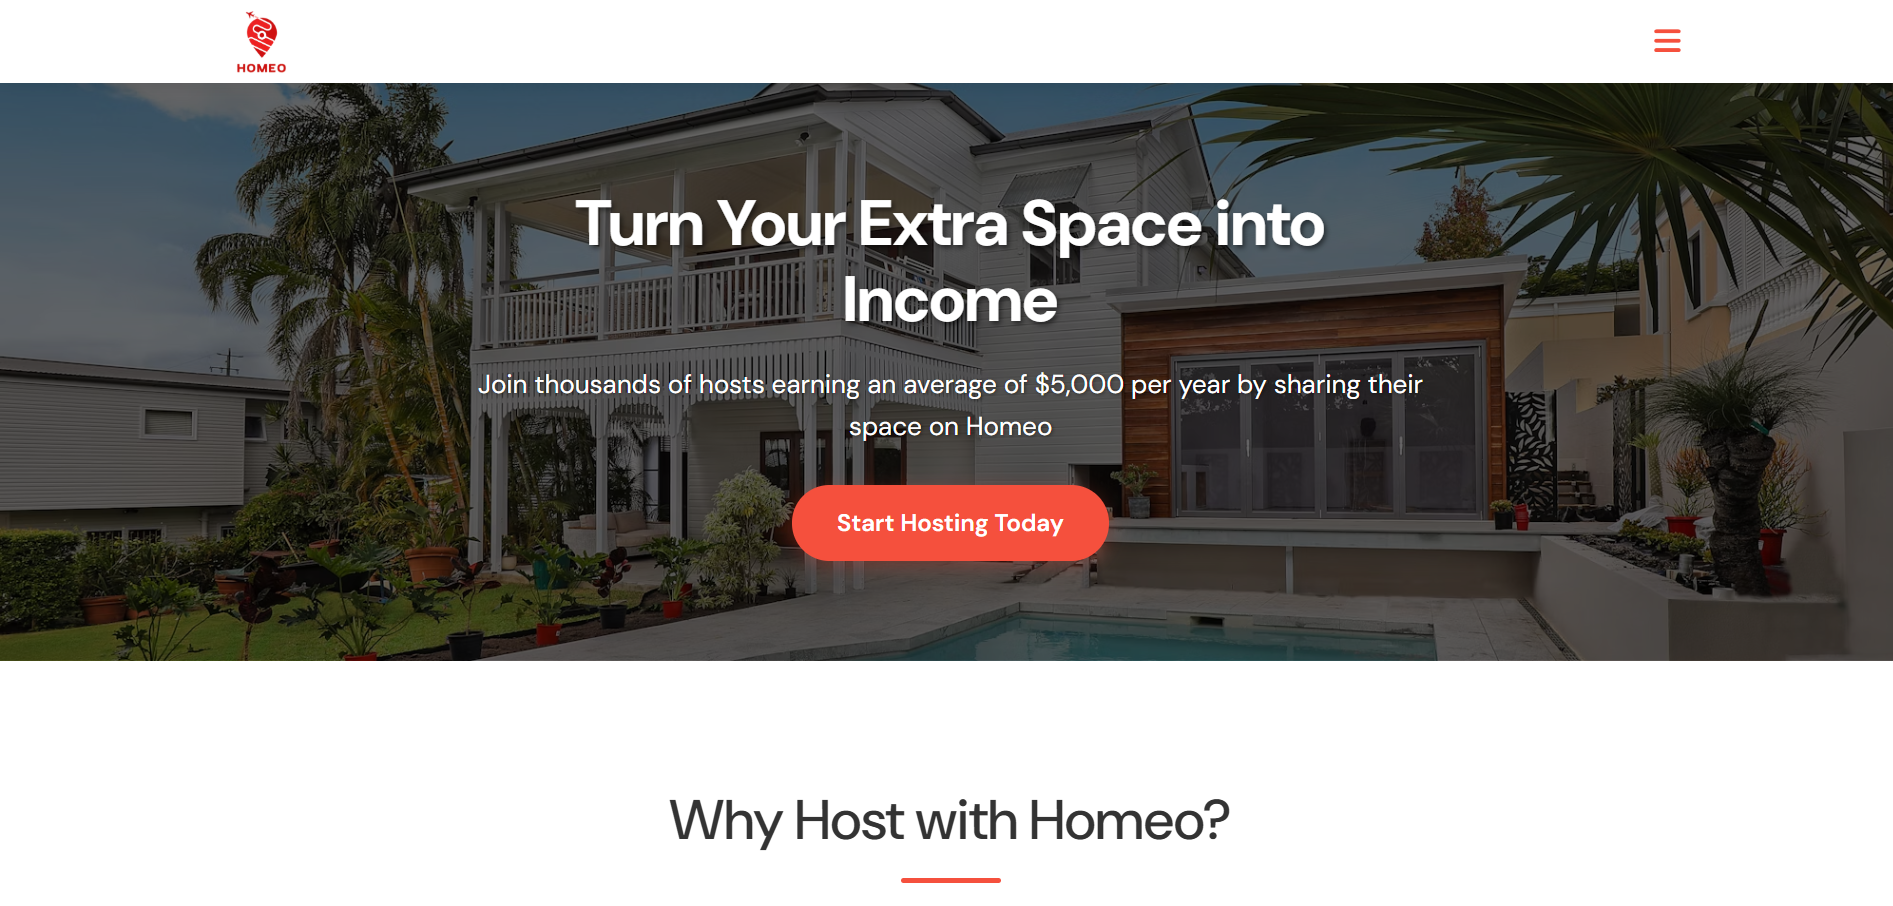 HOMEO
Turn Your Extra Space into
Income
Join thousands of hosts earning an average of $5,000 per year by sharing their
space on Homeo
Start Hosting Today
Why Host with Homeo?